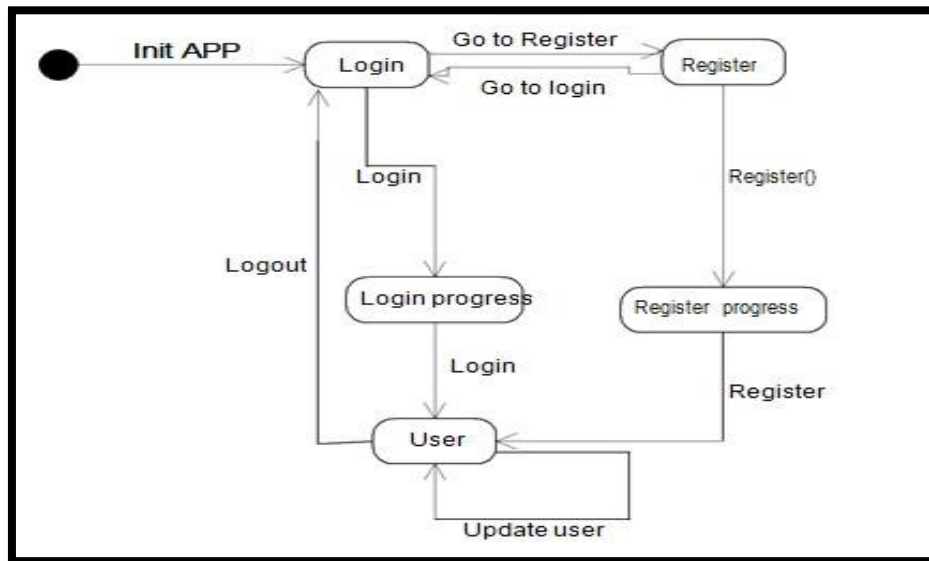 Init APP
Go to Register
Login
Register
Go to login
Login
Register()
Logout
Login progress
Register progress
Login
Register
User
Update user